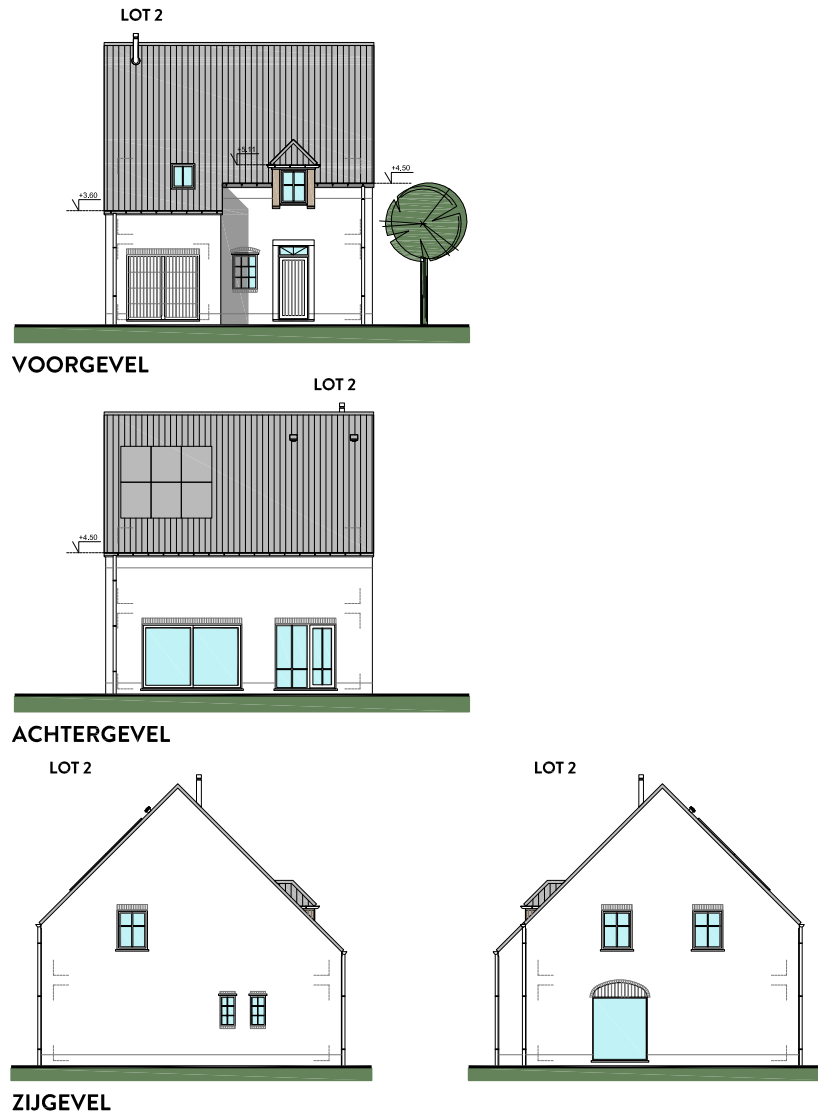 LOT 2
+5,11
+4,50
+3,60
VOORGEVEL
LOT 2
+4,50
ACHTERGEVEL
LOT 2
LOT 2
ZIJGEVEL